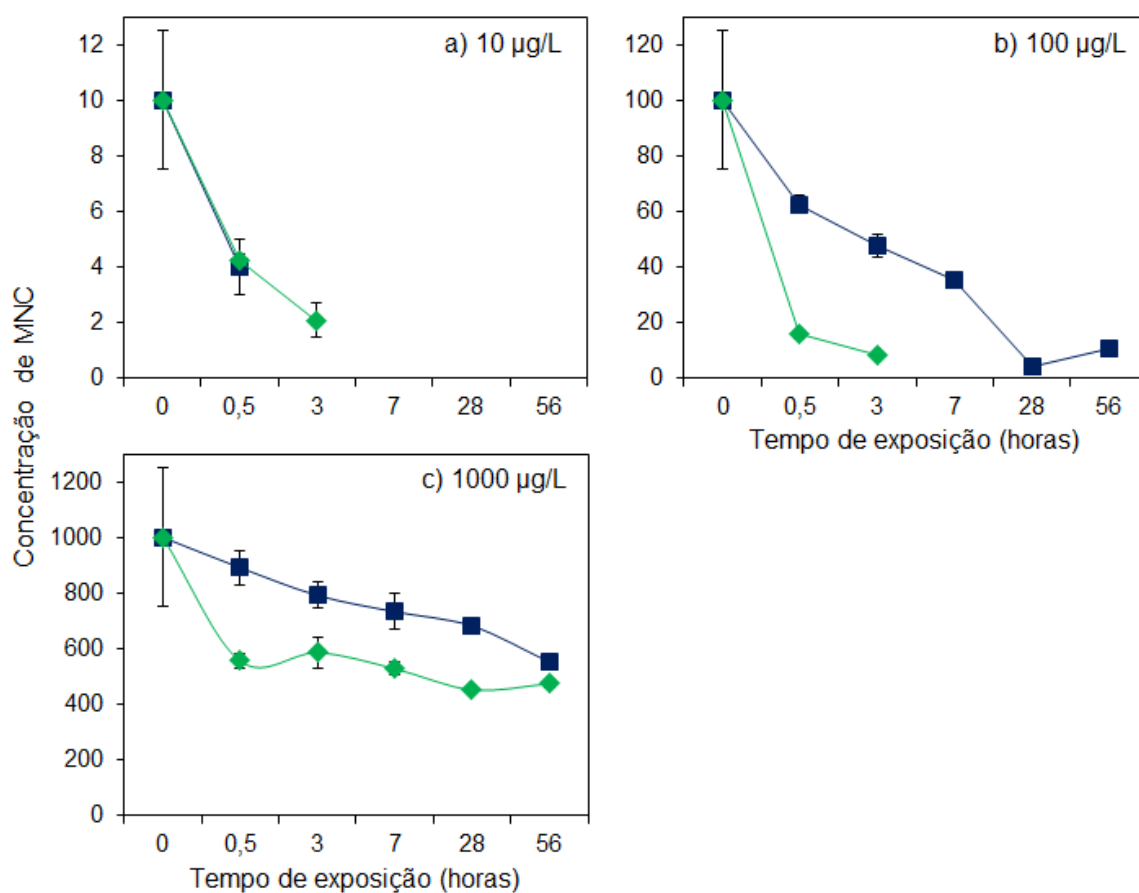 a) 10 µg/L
12
10
8
6
4
2
0
0 0,5 3 7 28 56
b) 100 µg/L
120
100
80
60
40
20
0
0 0,5 3 7 28 56
Tempo de exposição (horas)
Concentração de MNC
c) 1000 µg/L
1200
1000
800
600
400
200
0
0 0,5 3 7 28 56
Tempo de exposição (horas)